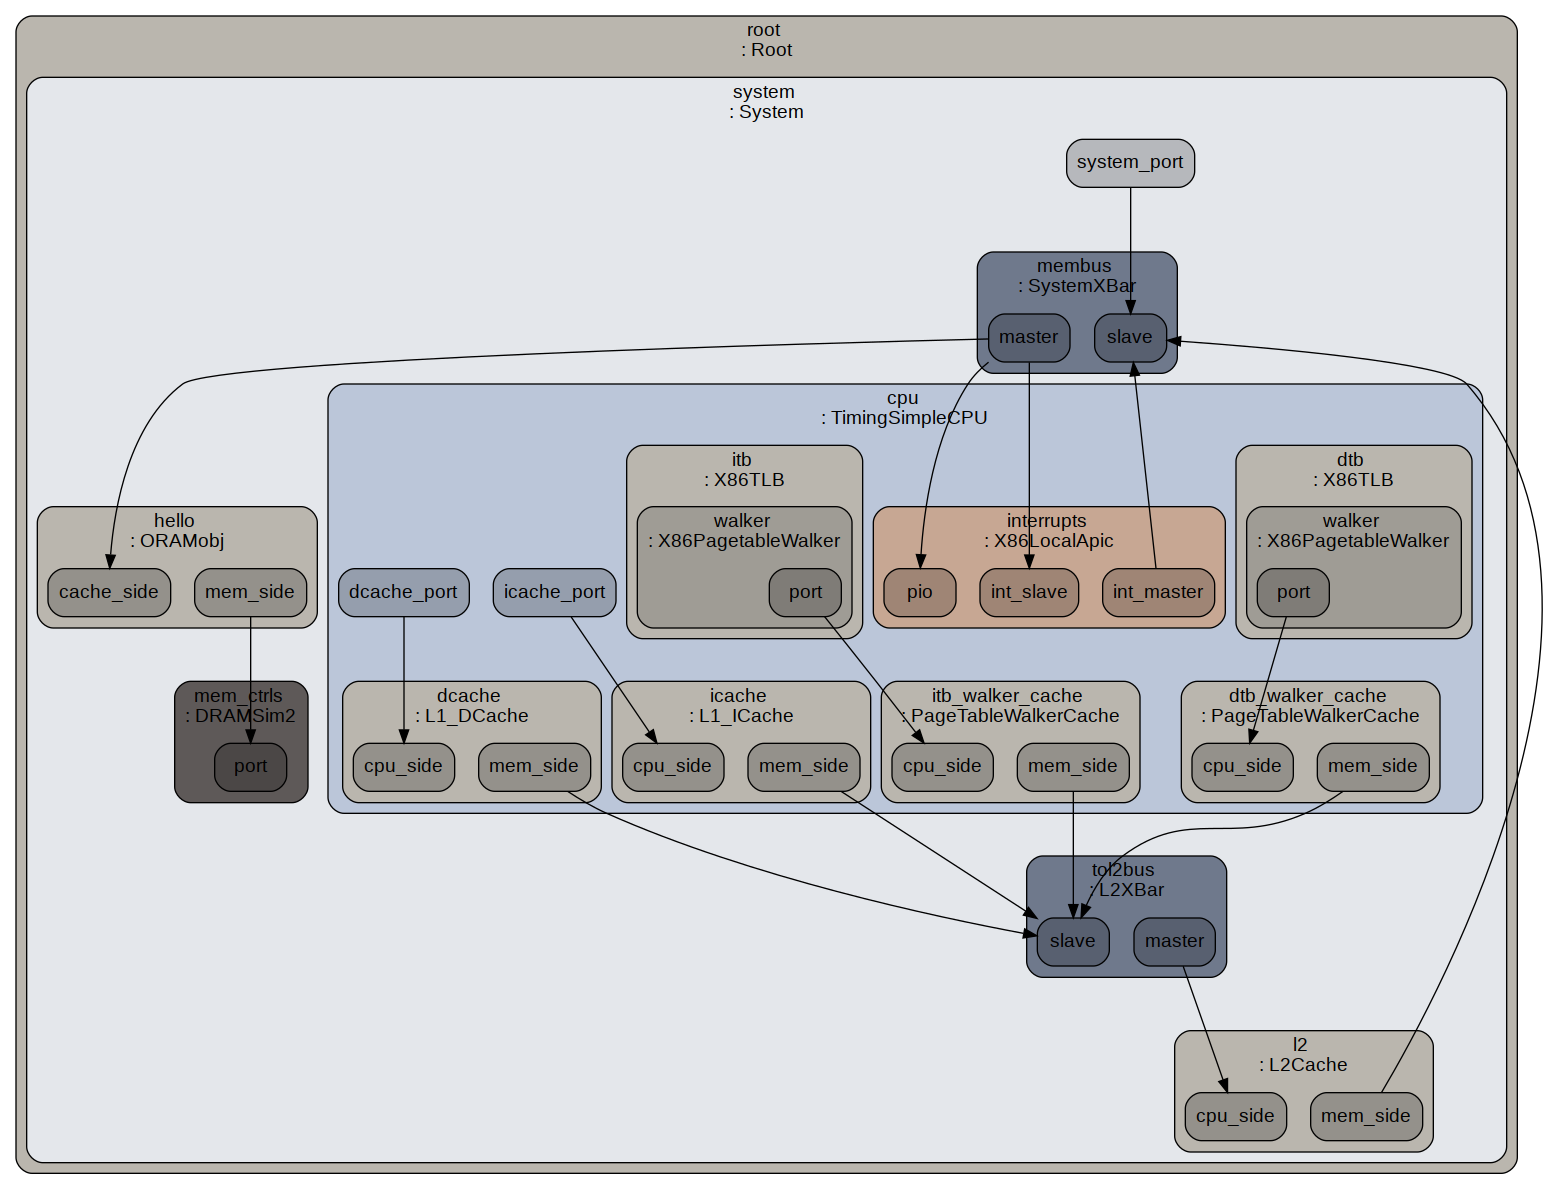 root
: Root
system
: System
system_port
membus
: SystemXBar
master
slave
cpu
: TimingSimpleCPU
itb
: X86TLB
walker
: X86PagetableWalker
port
interrupts
: X86LocalApic
pio
int_slave
int_master
dtb
: X86TLB
walker
: X86PagetableWalker
port
hello
: ORAMobj
cache_side
mem_side
dcache_port
icache_port
mem_ctrls
: DRAMSim2
port
dcache
: L1_DCache
cpu_side
mem_side
icache
: L1_ICache
cpu_side
mem_side
itb_walker_cache
: PageTableWalkerCache
cpu_side
mem_side
dtb_walker_cache
: PageTableWalkerCache
cpu_side
mem_side
tol2bus
: L2XBar
slave
master
l2
: L2Cache
cpu_side
mem_side